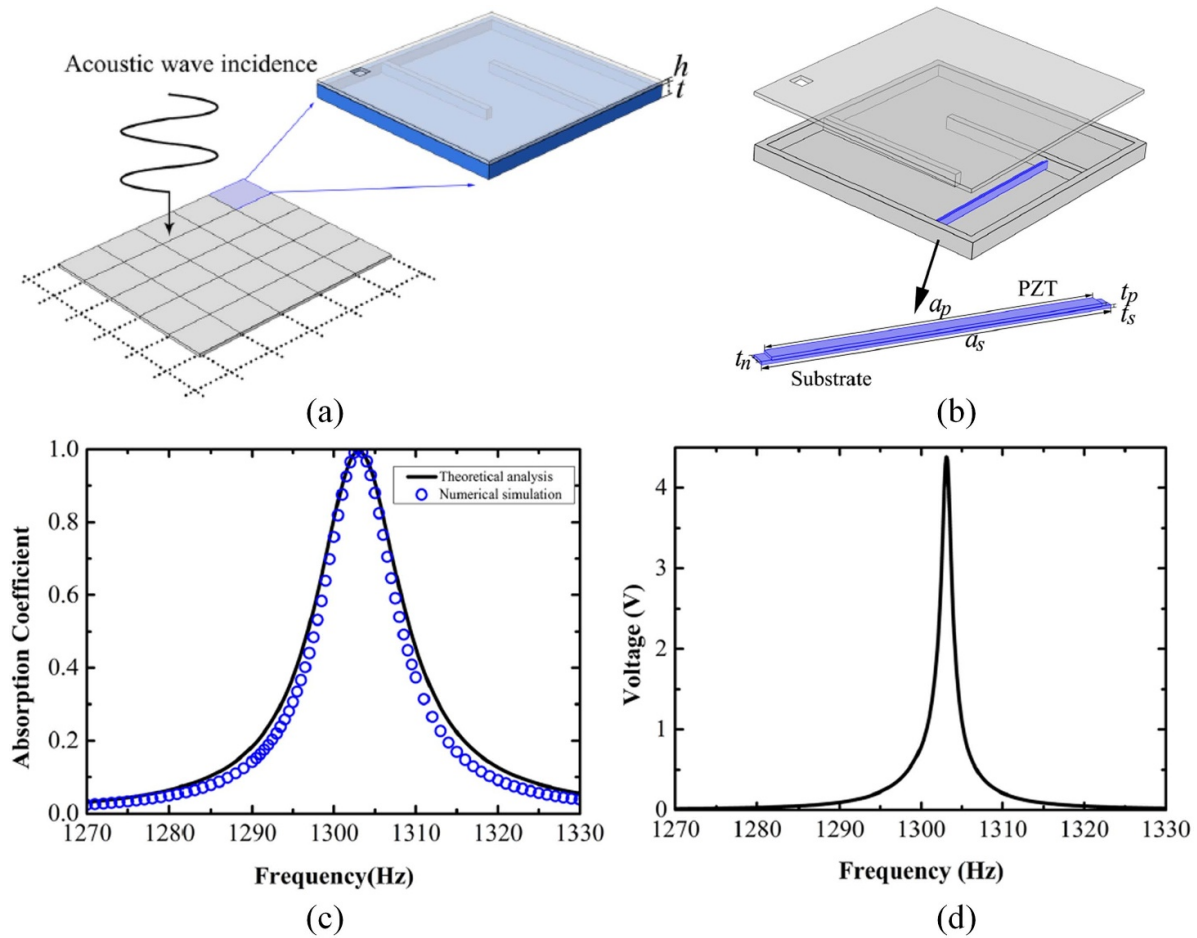 Acoustic wave incidence
h
t
(a)
PZT
a_p
t_p
t_s
a_s
t_n
Substrate
(b)
1.0
0.8
0.6
0.4
0.2
0.0
Absorption Coefficient
Theoretical analysis
Numerical simulation
1270 1280 1290 1300 1310 1320 1330
Frequency(Hz)
(c)
4
3
2
1
0
Voltage (V)
1270 1280 1290 1300 1310 1320 1330
Frequency (Hz)
(d)